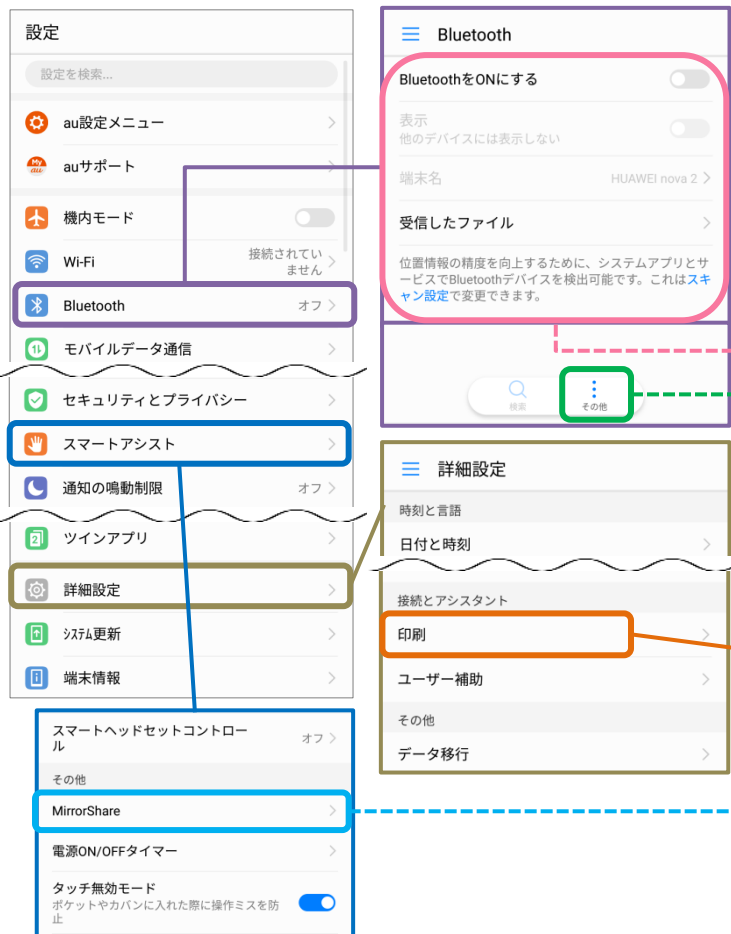 設定
設定を検索...
au設定メニュー
My
au
auサポート
機内モード
Wi-Fi
接続されてい
ません
Bluetooth
オフ
モバイルデータ通信
セキュリティとプライバシー
スマートアシスト
通知の鳴動制限
オフ
ツインアプリ
詳細設定
システム更新
端末情報
スマートヘッドセットコントロー
ル
オフ
その他
MirrorShare
電源ON/OFFタイマー
タッチ無効モード
ポケットやカバンに入れた際に操作ミスを防
止
Bluetooth
BluetoothをONにする
表示
他のデバイスには表示しない
端末名
HUAWEI nova 2
受信したファイル
位置情報の精度を向上するために、システムアプリとサ
ービスでBluetoothデバイスを検出可能です。これはスキ
ャン設定で変更できます。
検索
その他
詳細設定
時刻と言語
日付と時刻
接続とアシスタント
印刷
ユーザー補助
その他
データ移行